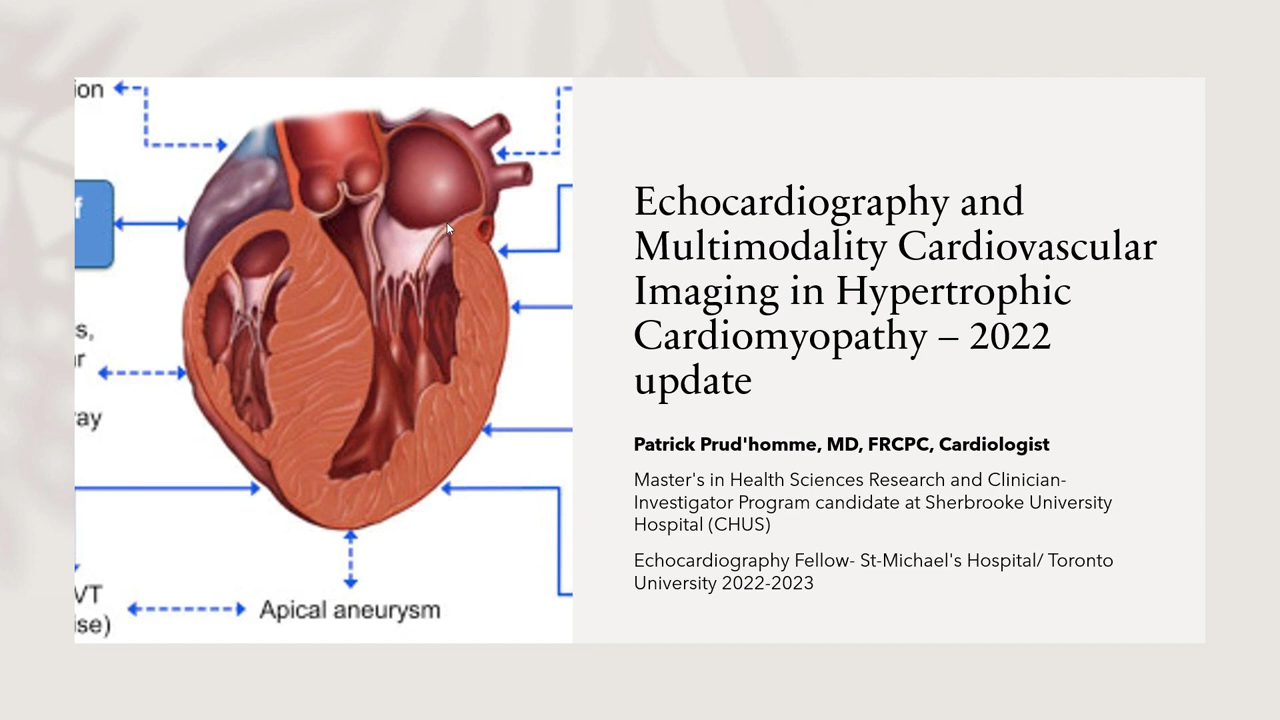 ion
f
s,
r
ay
VT
ise)
Apical aneurysm
Echocardiography and
Multimodality Cardiovascular
Imaging in Hypertrophic
Cardiomyopathy – 2022
update
Patrick Prud'homme, MD, FRCPC, Cardiologist
Master's in Health Sciences Research and Clinician-
Investigator Program candidate at Sherbrooke University
Hospital (CHUS)
Echocardiography Fellow- St-Michael's Hospital/ Toronto
University 2022-2023